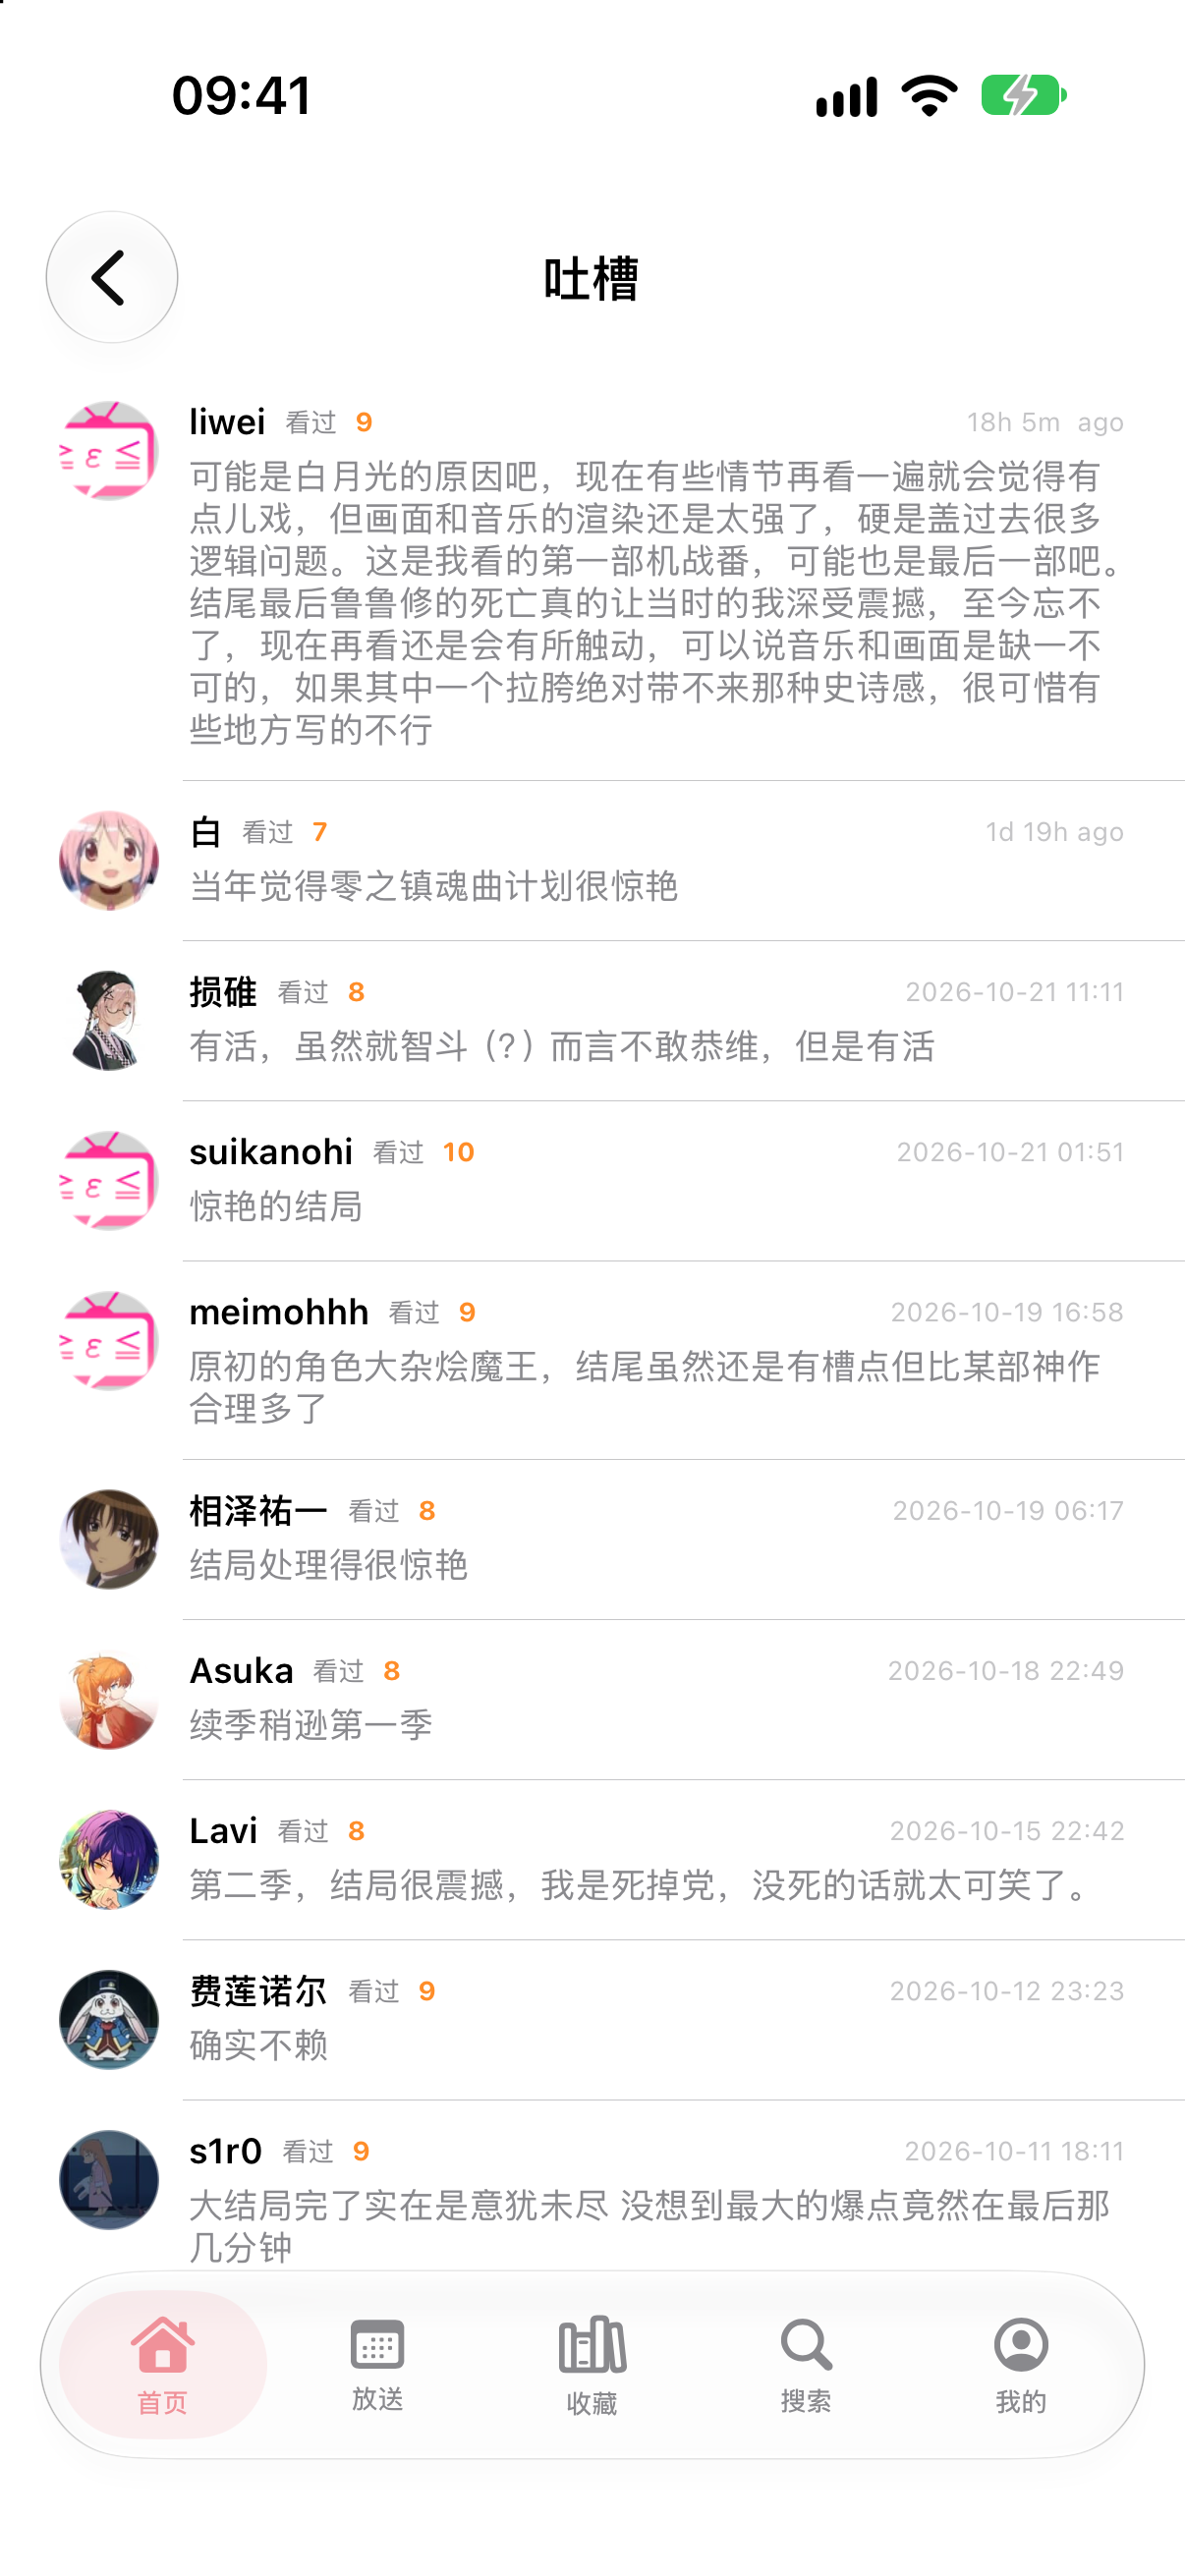 09:41
吐槽
liwei 看过 9 18h 5m ago
可能是白月光的原因吧，现在有些情节再看一遍就会觉得有
点儿戏，但画面和音乐的渲染还是太强了，硬是盖过去很多
逻辑问题。这是我看的第一部机战番，可能也是最后一部吧。
结尾最后鲁鲁修的死亡真的让当时的我深受震撼，至今忘不
了，现在再看还是会有所触动，可以说音乐和画面是缺一不
可的，如果其中一个拉胯绝对带不来那种史诗感，很可惜有
些地方写的不行
白 看过 7 1d 19h ago
当年觉得零之镇魂曲计划很惊艳
损碓 看过 8 2026-10-21 11:11
有活，虽然就智斗（?）而言不敢恭维，但是有活
suikanohi 看过 10 2026-10-21 01:51
惊艳的结局
meimohhh 看过 9 2026-10-19 16:58
原初的角色大杂烩魔王，结尾虽然还是有槽点但比某部神作
合理多了
相泽祐一 看过 8 2026-10-19 06:17
结局处理得很惊艳
Asuka 看过 8 2026-10-18 22:49
续季稍逊第一季
Lavi 看过 8 2026-10-15 22:42
第二季，结局很震撼，我是死掉党，没死的话就太可笑了。
费莲诺尔 看过 9 2026-10-12 23:23
确实不赖
s1r0 看过 9 2026-10-11 18:11
大结局完了实在是意犹未尽 没想到最大的爆点竟然在最后那
几分钟
首页 放送 收藏 搜索 我的